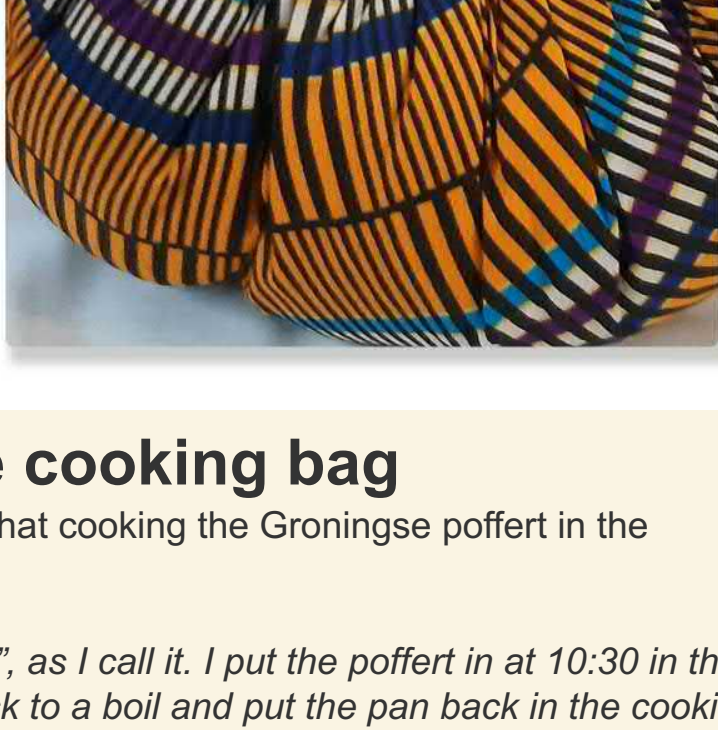 cooking bag
hat cooking the Groningse poffert in the
”, as I call it. I put the poffert in at 10:30 in th
k to a boil and put the pan back in the cooki